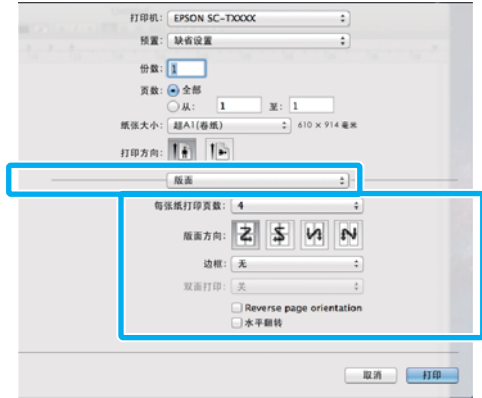 打印机: EPSON SC-TXXXX
预置: 缺省设置
份数: 1
页数: 全部
从: 1 至: 1
纸张大小: 超A1(卷纸) 610 × 914 毫米
打印方向:
版面
每张纸打印页数: 4
版面方向:
边框: 无
双面打印: 关
Reverse page orientation
水平翻转
取消 打印